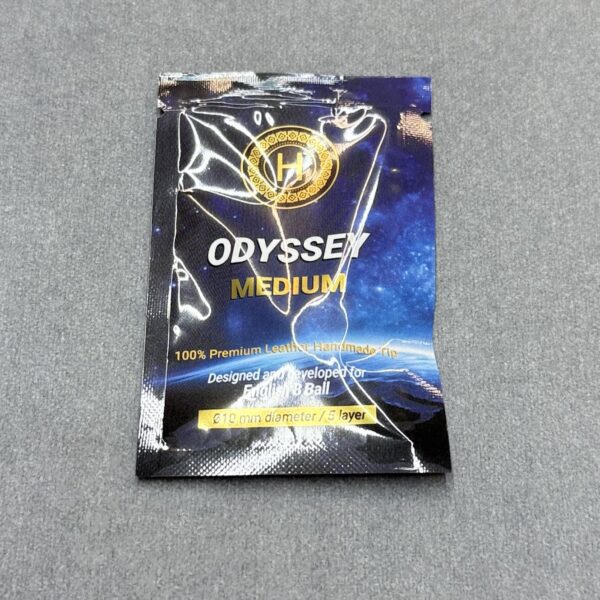 H
ODYSSEY
MEDIUM
100% Premium Leather Handmade Tip
Designed and Developed for
English 8 Ball
Ø10 mm diameter / 5 layer